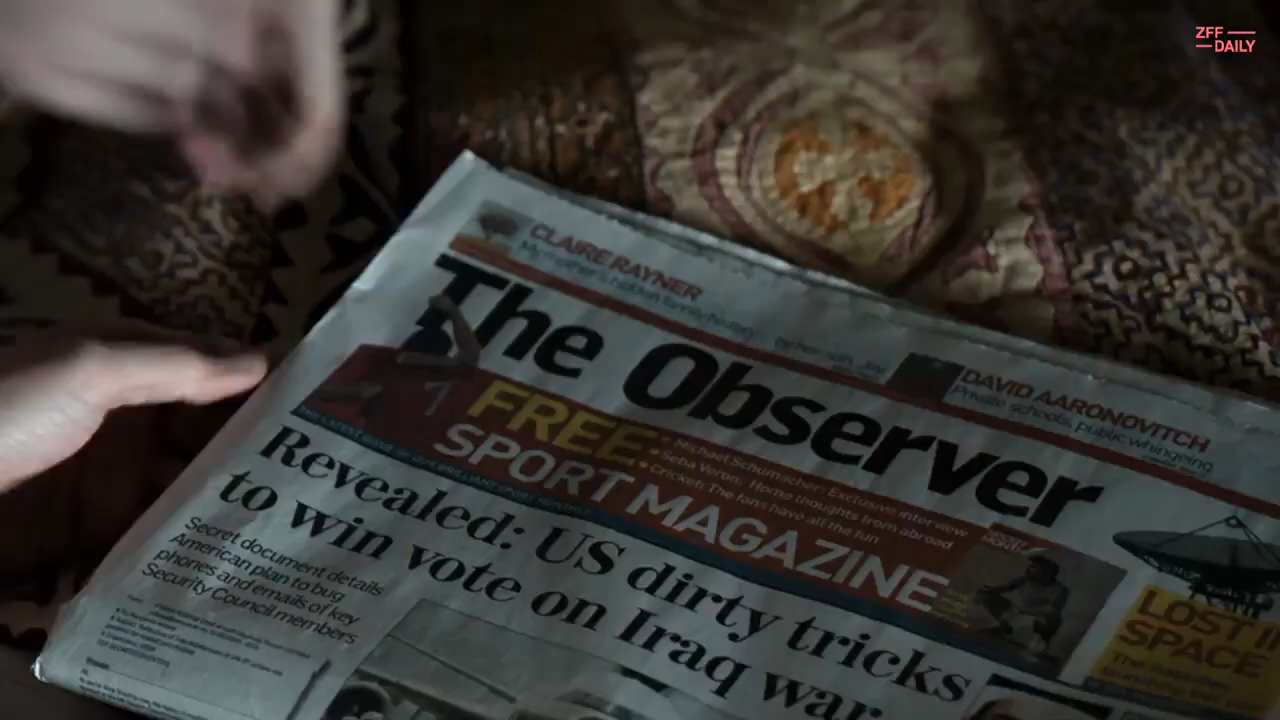 ZFF
DAILY
CLAIRE RAYNER
The Observer
DAVID AARONOVITCH
Private schools, public whingeing
FREE
SPORT MAGAZINE
• Michael Schumacher: Exclusive interview
• Seba Veron: Home thoughts from abroad
• Cricket: The fans have all the fun
LOST I
SPACE
Revealed: US dirty tricks
to win vote on Iraq war
Secret document details
American plan to bug
phones and emails of key
Security Council members